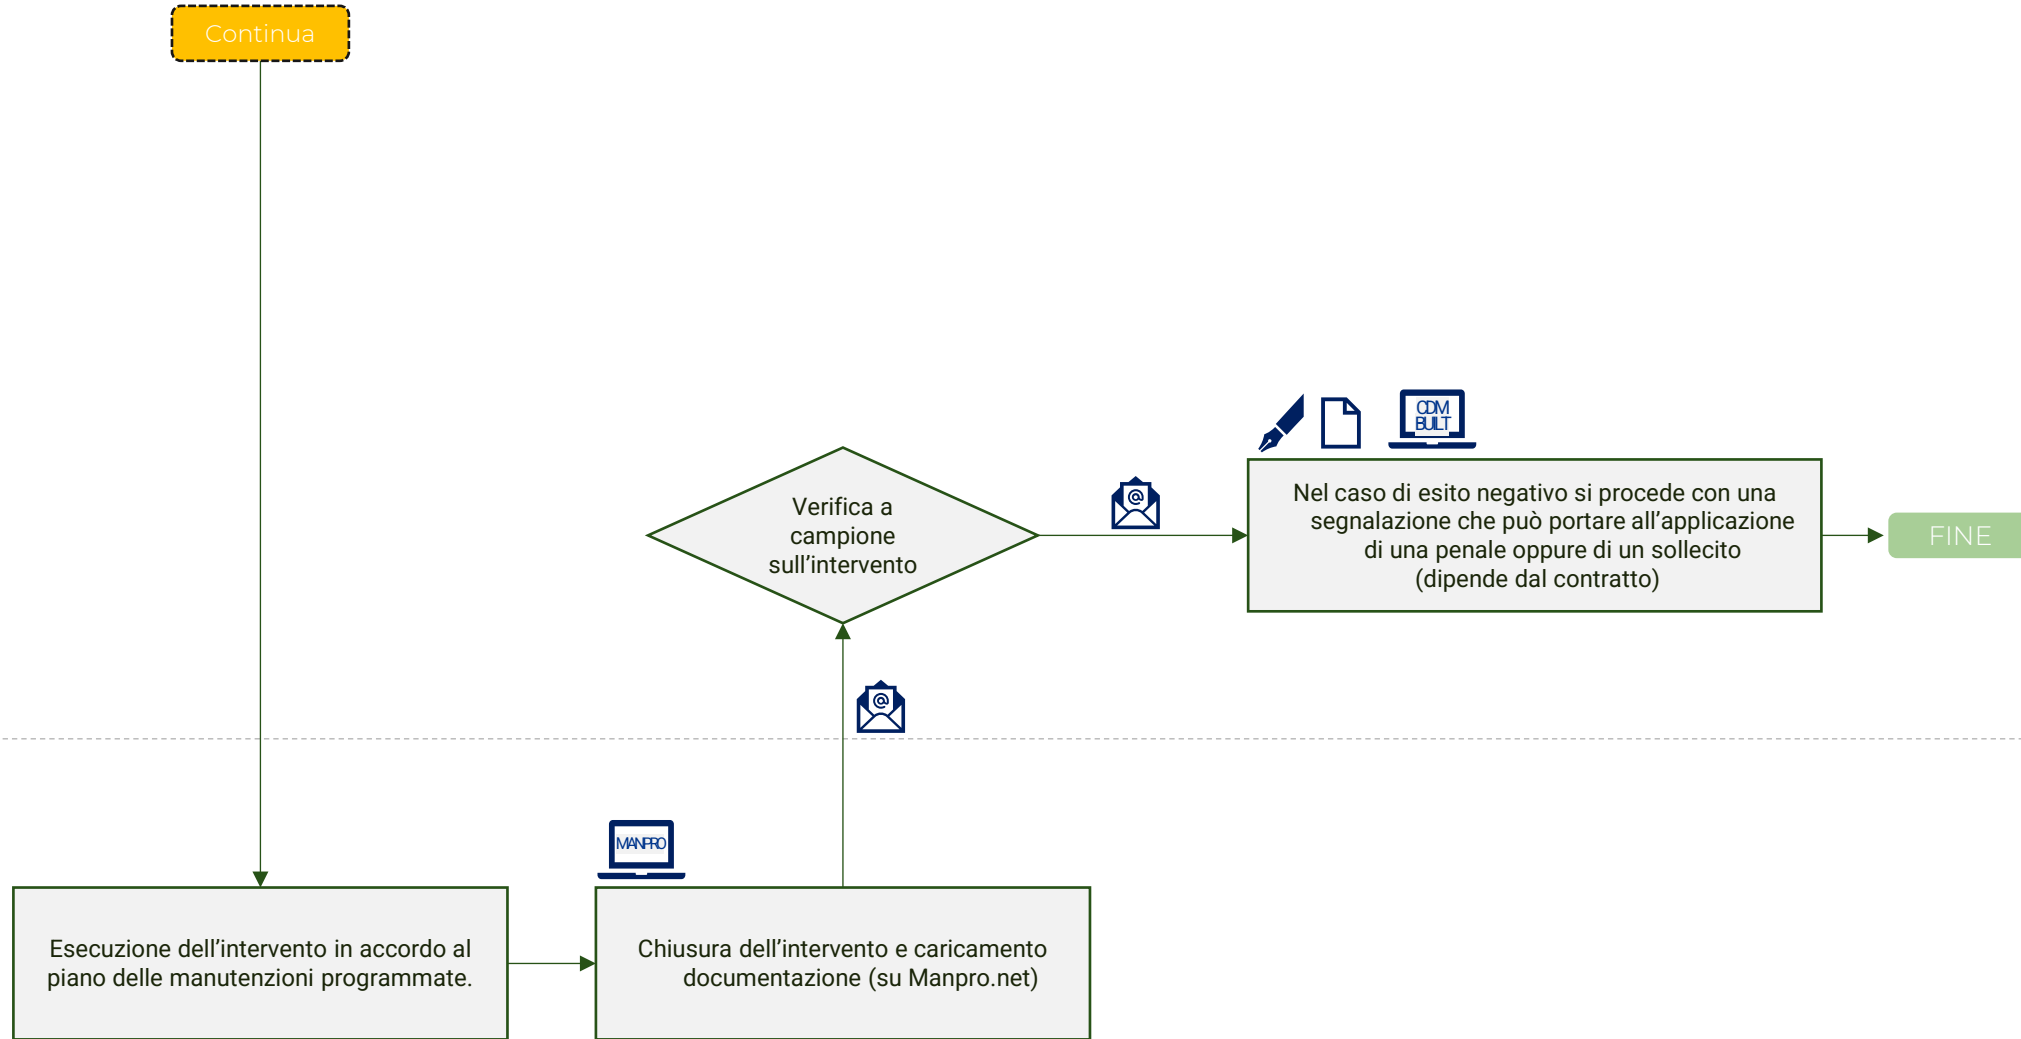 Continua
CDM
BUILT
Verifica a
campione
sull’intervento
@
Nel caso di esito negativo si procede con una
segnalazione che può portare all’applicazione
di una penale oppure di un sollecito
(dipende dal contratto)
FINE
@
MANPRO
Esecuzione dell’intervento in accordo al
piano delle manutenzioni programmate.
Chiusura dell’intervento e caricamento
documentazione (su Manpro.net)